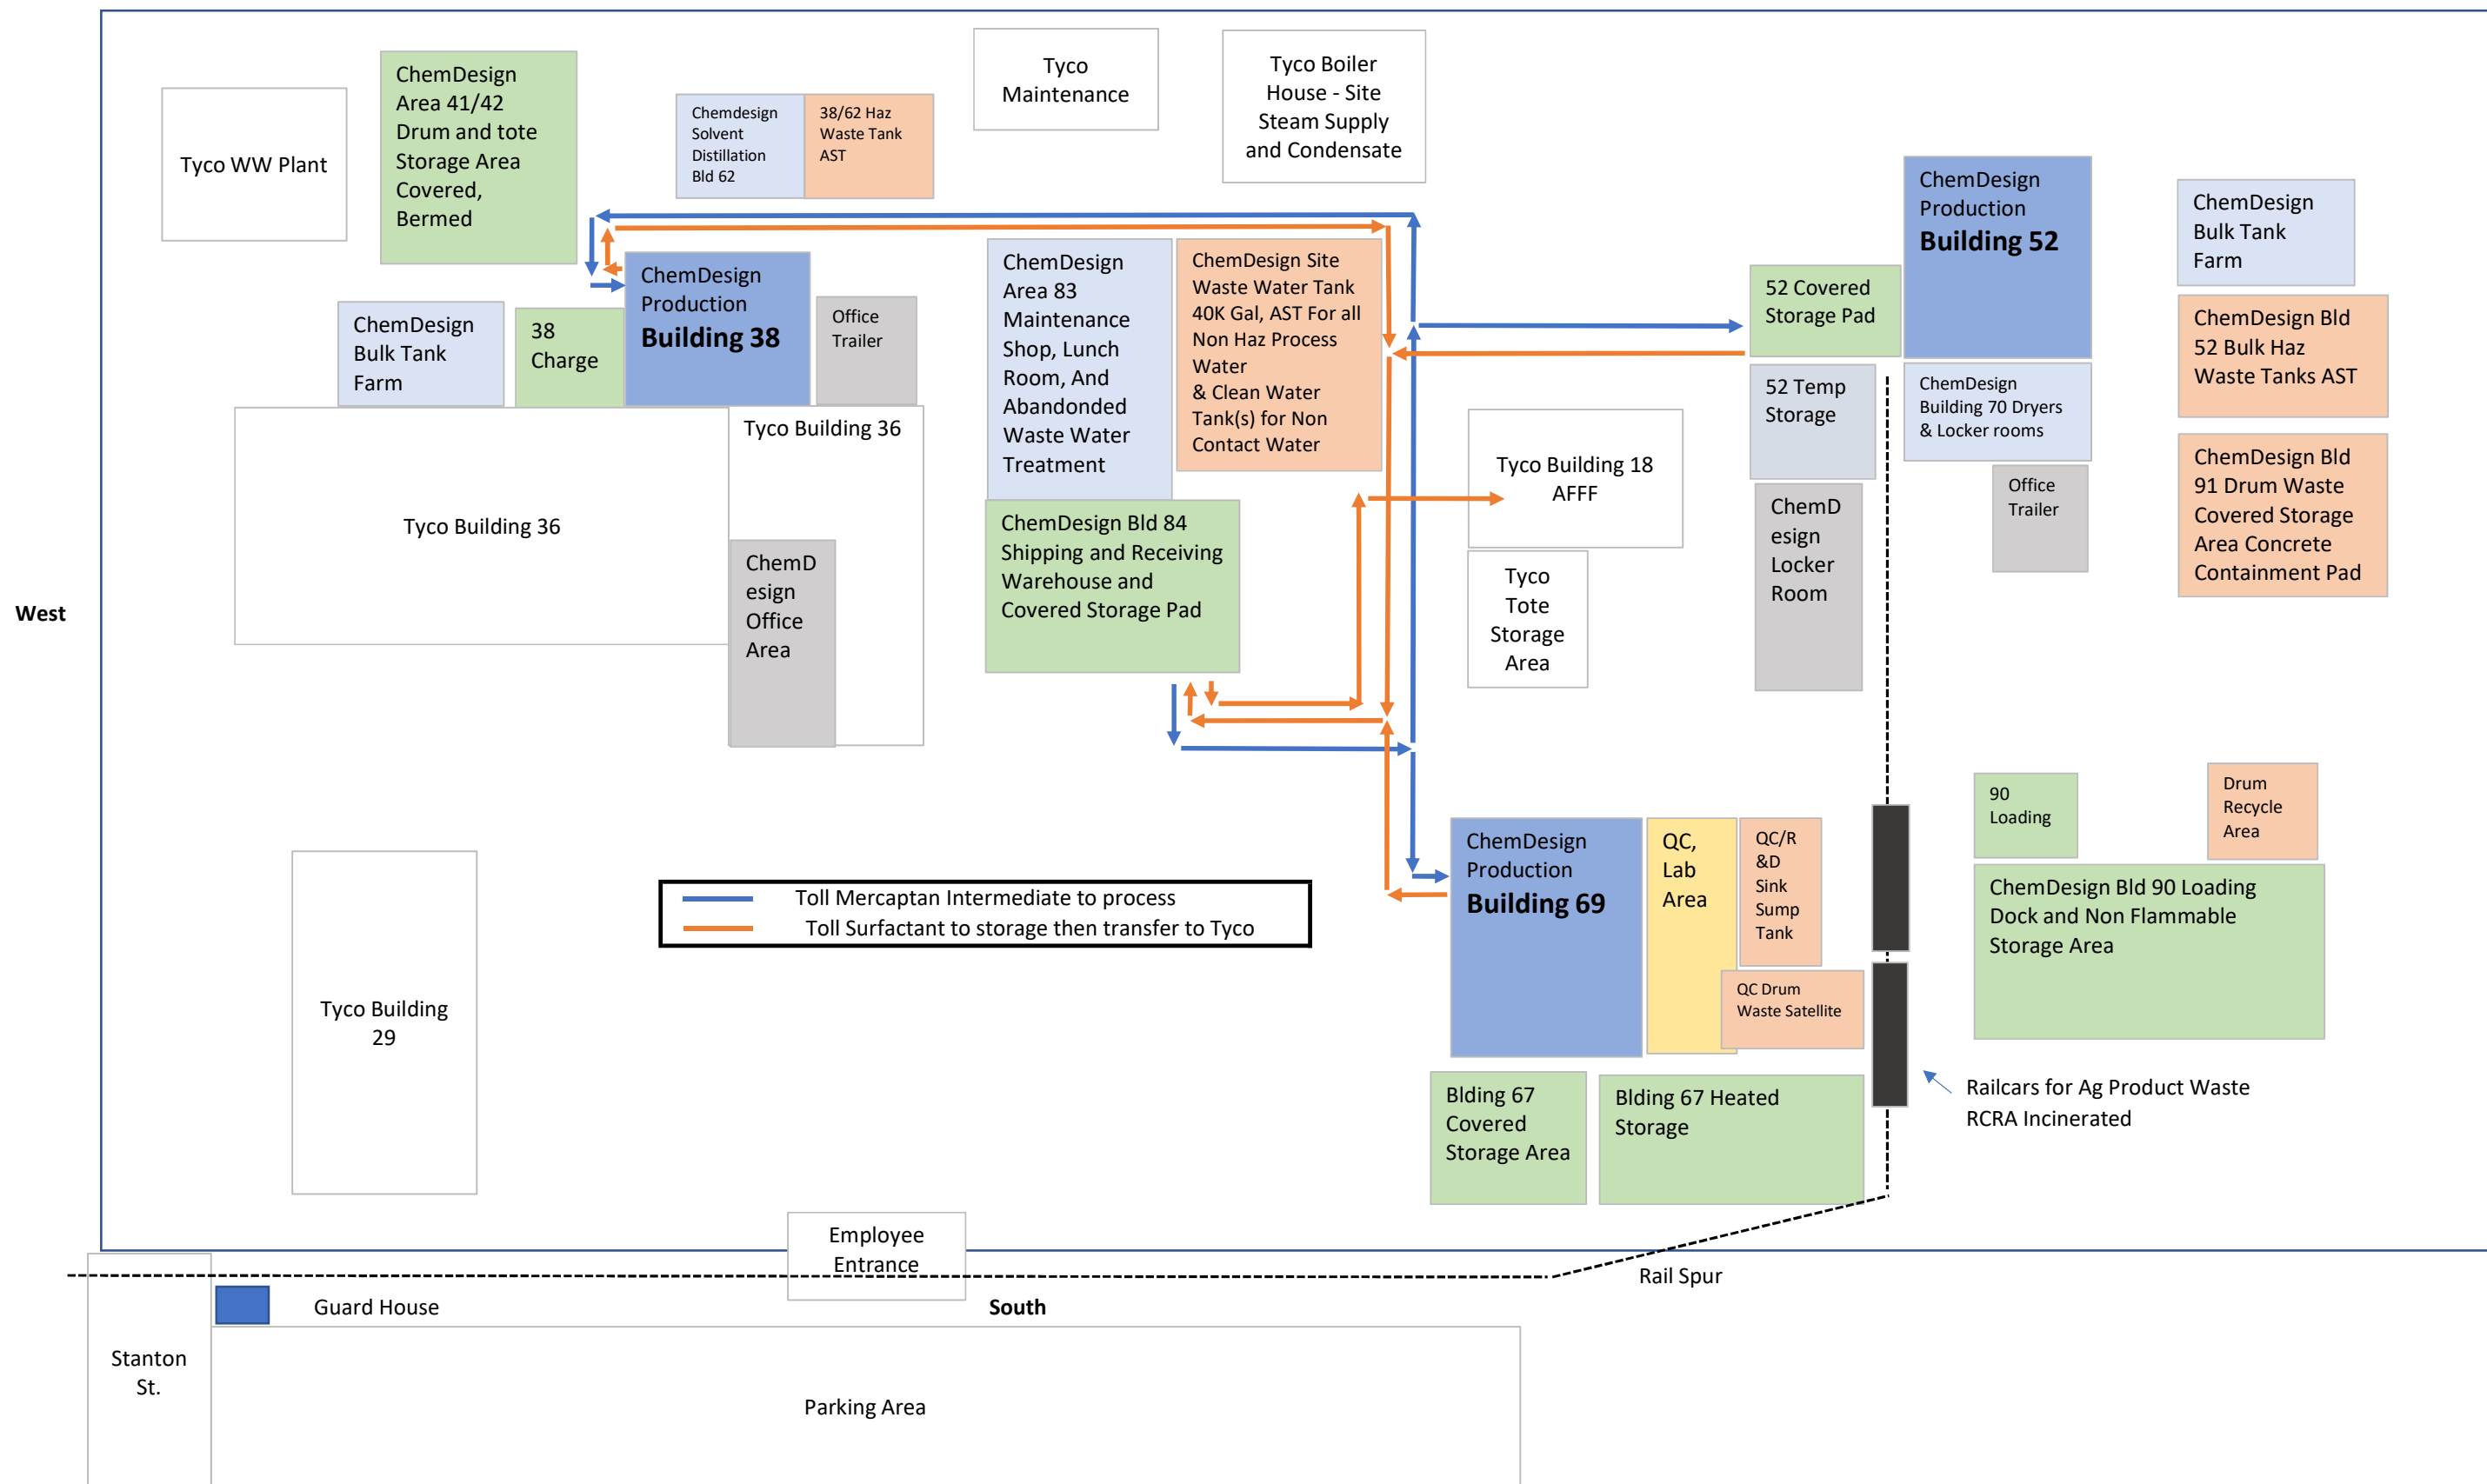 Tyco WW Plant
ChemDesign
Area 41/42
Drum and tote
Storage Area
Covered,
Bermed
Chemdesign
Solvent
Distillation
Bld 62
38/62 Haz
Waste Tank
AST
Tyco
Maintenance
Tyco Boiler
House - Site
Steam Supply
and Condensate
ChemDesign
Production
Building 52
ChemDesign
Bulk Tank
Farm
ChemDesign
Bulk Tank
Farm
38
Charge
ChemDesign
Production
Building 38
Office
Trailer
ChemDesign
Area 83
Maintenance
Shop, Lunch
Room, And
Abandonded
Waste Water
Treatment
ChemDesign Site
Waste Water Tank
40K Gal, AST For all
Non Haz Process
Water
& Clean Water
Tank(s) for Non
Contact Water
52 Covered
Storage Pad
52 Temp
Storage
ChemDesign
Building 70 Dryers
& Locker rooms
ChemDesign Bld
52 Bulk Haz
Waste Tanks AST
ChemDesign Bld
91 Drum Waste
Covered Storage
Area Concrete
Containment Pad
Office
Trailer
ChemD
esign
Locker
Room
Tyco Building 18
AFFF
Tyco
Tote
Storage
Area
Tyco Building 36
Tyco Building 36
ChemD
esign
Office
Area
ChemDesign Bld 84
Shipping and Receiving
Warehouse and
Covered Storage Pad
West
Tyco Building
29
Toll Mercaptan Intermediate to process
Toll Surfactant to storage then transfer to Tyco
ChemDesign
Production
Building 69
QC,
Lab
Area
QC/R
&D
Sink
Sump
Tank
QC Drum
Waste Satellite
90
Loading
Drum
Recycle
Area
ChemDesign Bld 90 Loading
Dock and Non Flammable
Storage Area
Blding 67
Covered
Storage Area
Blding 67 Heated
Storage
Railcars for Ag Product Waste
RCRA Incinerated
Employee
Entrance
Rail Spur
Guard House
South
Stanton
St.
Parking Area